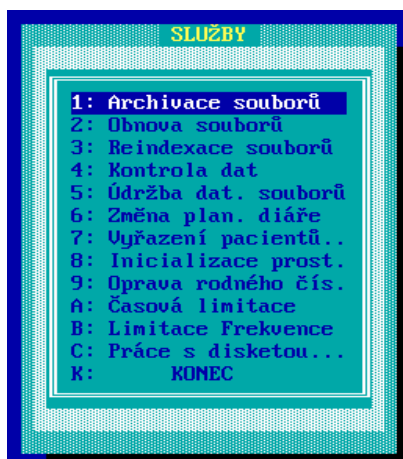 SLUŽBY
1: Archivace souborů
2: Obnova souborů
3: Reindexace souborů
4: Kontrola dat
5: Údržba dat. souborů
6: Změna plan. diáře
7: Vyřazení pacientů..
8: Inicializace prost.
9: Oprava rodného čís.
A: Časová limitace
B: Limitace Frekvence
C: Práce s disketou...
K: KONEC